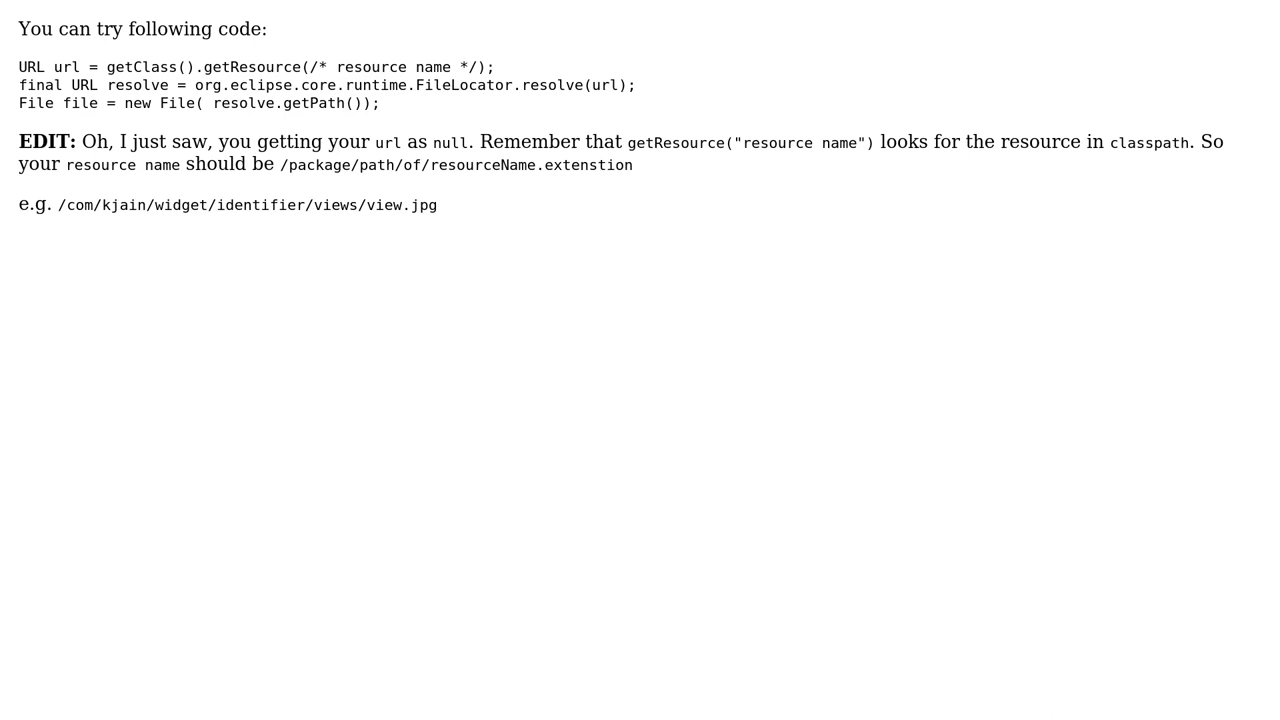 You can try following code:
URL url = getClass().getResource(/* resource name */);
final URL resolve = org.eclipse.core.runtime.FileLocator.resolve(url);
File file = new File( resolve.getPath());
EDIT: Oh, I just saw, you getting your url as null. Remember that getResource("resource name") looks for the resource in classpath. So
your resource name should be /package/path/of/resourceName.extenstion
e.g. /com/kjain/widget/identifier/views/view.jpg